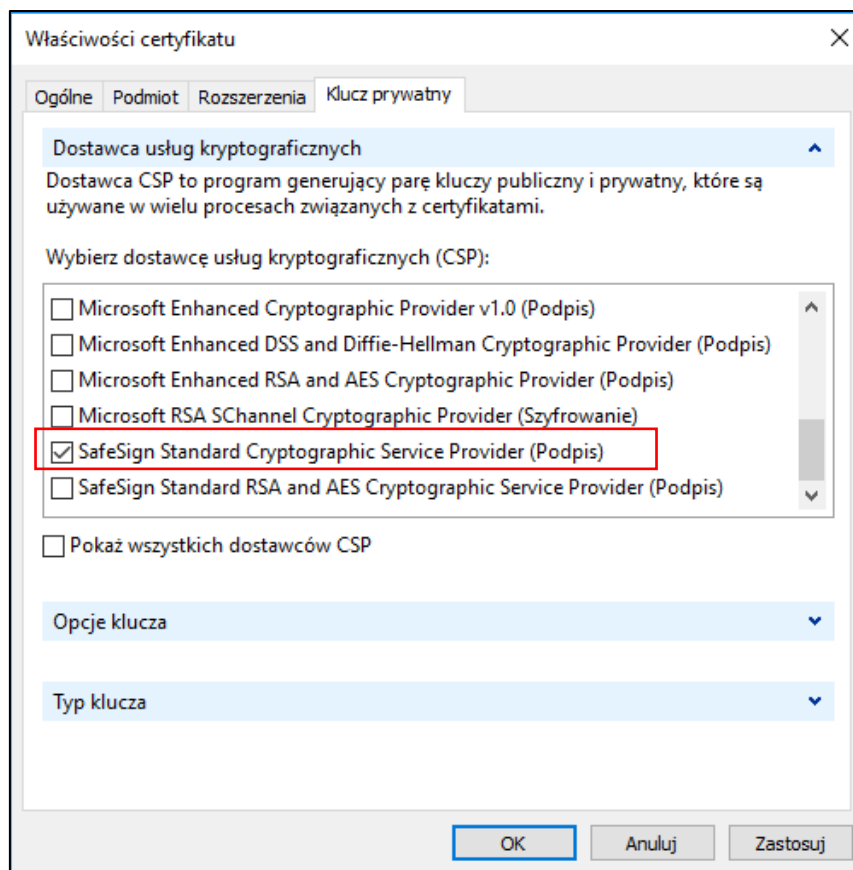 Właściwości certyfikatu
Ogólne Podmiot Rozszerzenia Klucz prywatny
Dostawca usług kryptograficznych
Dostawca CSP to program generujący parę kluczy publiczny i prywatny, które są
używane w wielu procesach związanych z certyfikatami.
Wybierz dostawcę usług kryptograficznych (CSP):
Microsoft Enhanced Cryptographic Provider v1.0 (Podpis)
Microsoft Enhanced DSS and Diffie-Hellman Cryptographic Provider (Podpis)
Microsoft Enhanced RSA and AES Cryptographic Provider (Podpis)
Microsoft RSA SChannel Cryptographic Provider (Szyfrowanie)
SafeSign Standard Cryptographic Service Provider (Podpis)
SafeSign Standard RSA and AES Cryptographic Service Provider (Podpis)
Pokaż wszystkich dostawców CSP
Opcje klucza
Typ klucza
OK Anuluj Zastosuj